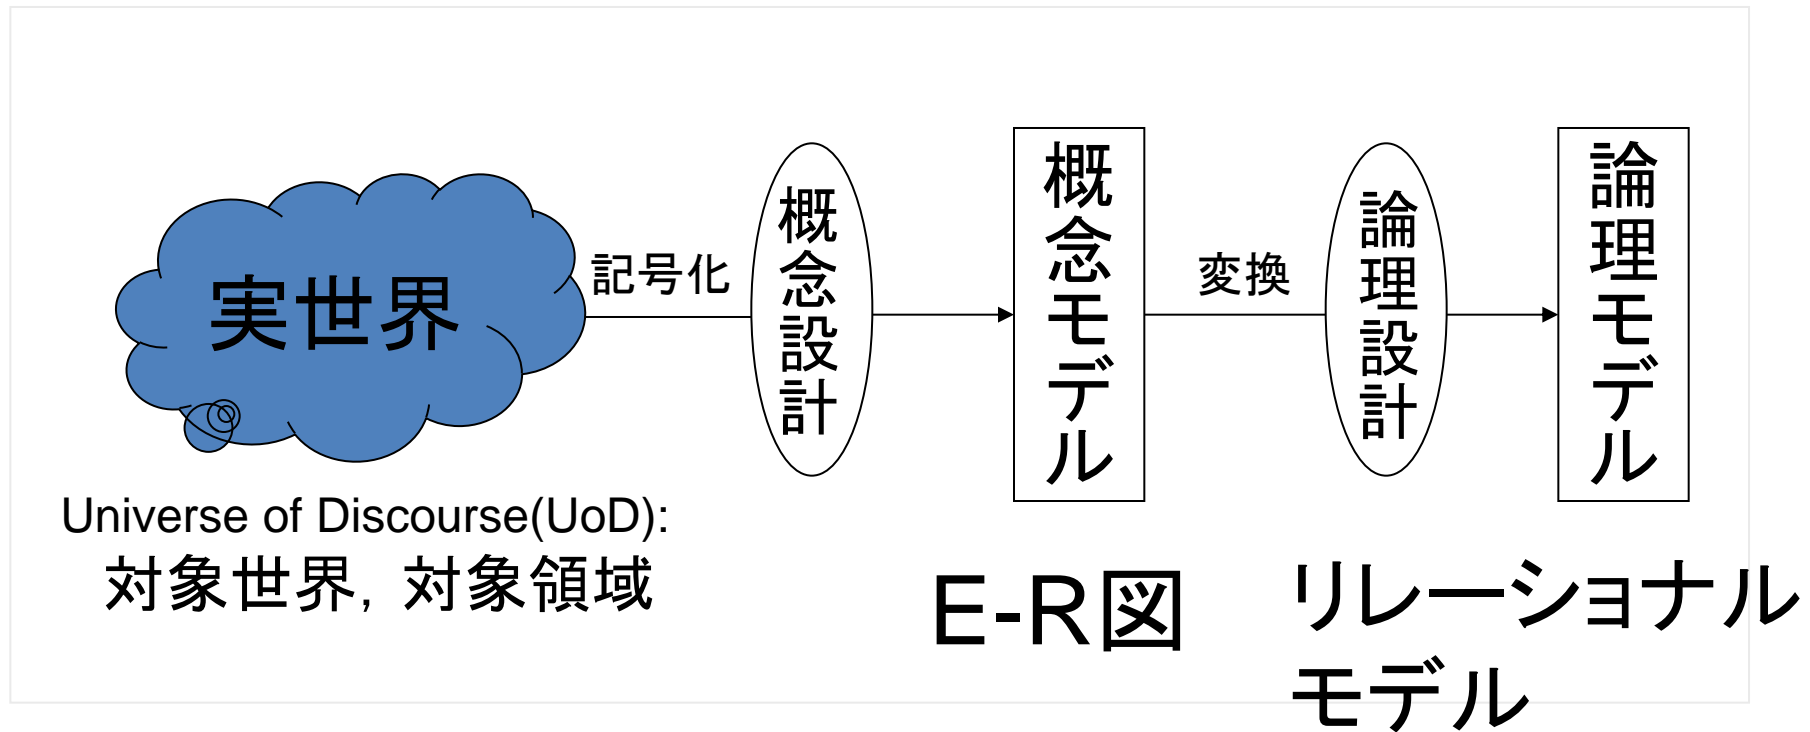 実世界
記号化
概念設計
概念モデル
変換
論理設計
論理モデル
Universe of Discourse(UoD):
対象世界，対象領域
E-R図
リレーショナル
モデル